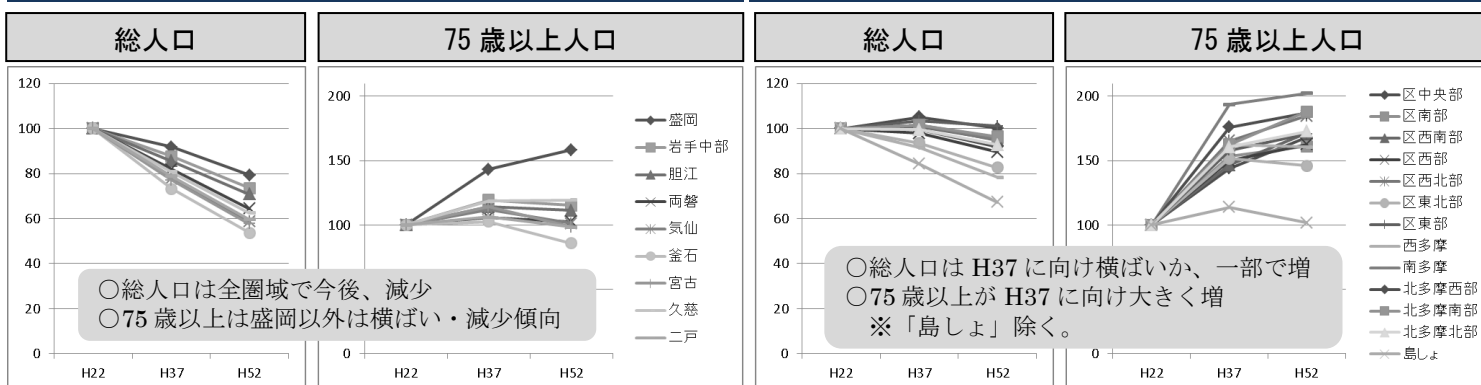 総人口
75 歳以上人口
120
100
80
60
40
20
0
H22 H37 H52
200
150
100
0
H22 H37 H52
盛岡
岩手中部
胆江
両磐
気仙
釜石
宮古
久慈
二戸
○総人口は全圏域で今後、減少
○75 歳以上は盛岡以外は横ばい・減少傾向
総人口
75 歳以上人口
120
100
80
60
40
20
0
H22 H37 H52
200
150
100
0
H22 H37 H52
区中央部
区南部
区西南部
区西部
区西北部
区東北部
区東部
西多摩
南多摩
北多摩西部
北多摩南部
北多摩北部
島しょ
○総人口は H37 に向け横ばいか、一部で増
○75 歳以上が H37 に向け大きく増
※「島しょ」除く。